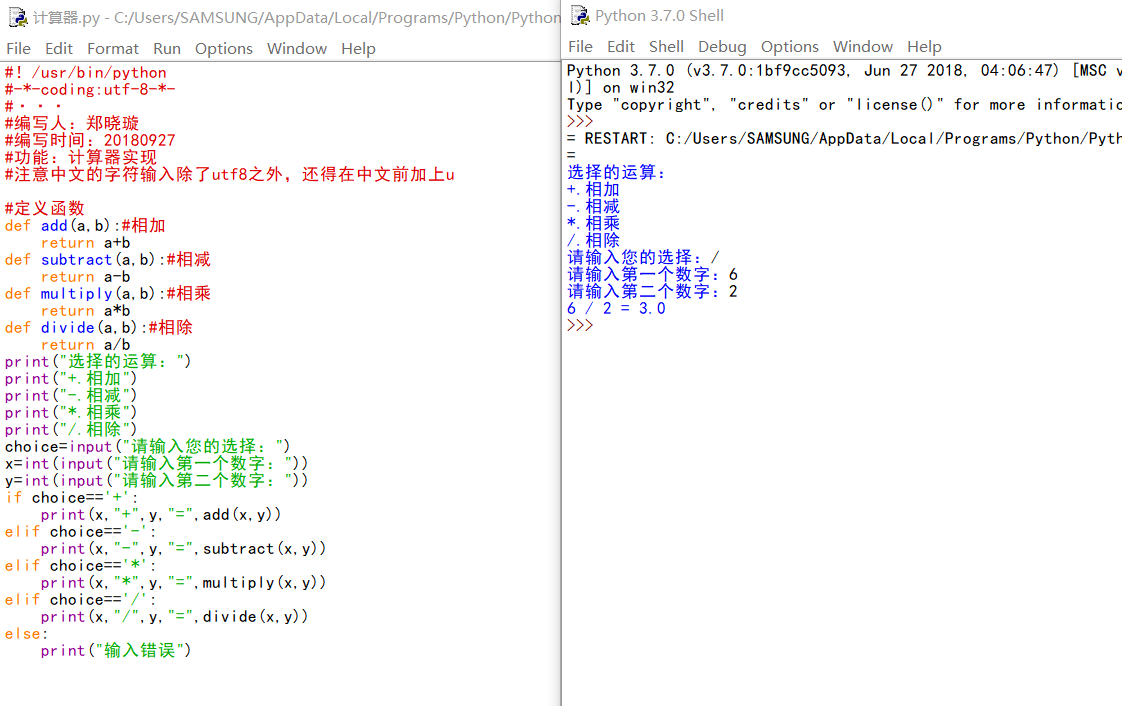 计算器.py - C:/Users/SAMSUNG/AppData/Local/Programs/Python/Python
File Edit Format Run Options Window Help
#! /usr/bin/python
#-*-coding:utf-8-*-
#···
#编写人：郑晓璇
#编写时间：20180927
#功能：计算器实现
#注意中文的字符输入除了utf8之外，还得在中文前加上u
#定义函数
def add(a,b):#相加
    return a+b
def subtract(a,b):#相减
    return a-b
def multiply(a,b):#相乘
    return a*b
def divide(a,b):#相除
    return a/b
print("选择的运算：")
print("+.相加")
print("-.相减")
print("*.相乘")
print("/.相除")
choice=input("请输入您的选择：")
x=int(input("请输入第一个数字："))
y=int(input("请输入第二个数字："))
if choice=='+':
    print(x,"+",y,"=",add(x,y))
elif choice=='-':
    print(x,"-",y,"=",subtract(x,y))
elif choice=='*':
    print(x,"*",y,"=",multiply(x,y))
elif choice=='/':
    print(x,"/",y,"=",divide(x,y))
else:
    print("输入错误")
Python 3.7.0 Shell
File Edit Shell Debug Options Window Help
Python 3.7.0 (v3.7.0:1bf9cc5093, Jun 27 2018, 04:06:47) [MSC v
l)] on win32
Type "copyright", "credits" or "license()" for more informatio
>>>
= RESTART: C:/Users/SAMSUNG/AppData/Local/Programs/Python/Pyth
=
选择的运算：
+.相加
-.相减
*.相乘
/.相除
请输入您的选择：/
请输入第一个数字：6
请输入第二个数字：2
6 / 2 = 3.0
>>>